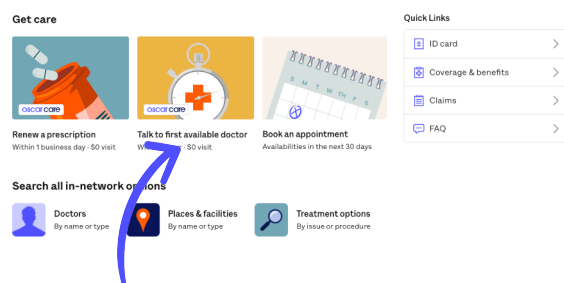 Get care
Quick Links
oscar care
Renew a prescription
Within 1 business day · $0 visit
oscar care
Talk to first available doctor
· $0 visit
S M T W TH F S
Book an appointment
Availabilities in the next 30 days
ID card
Coverage & benefits
Claims
FAQ
Search all in-network options
Doctors
By name or type
Places & facilities
By name or type
Treatment options
By issue or procedure